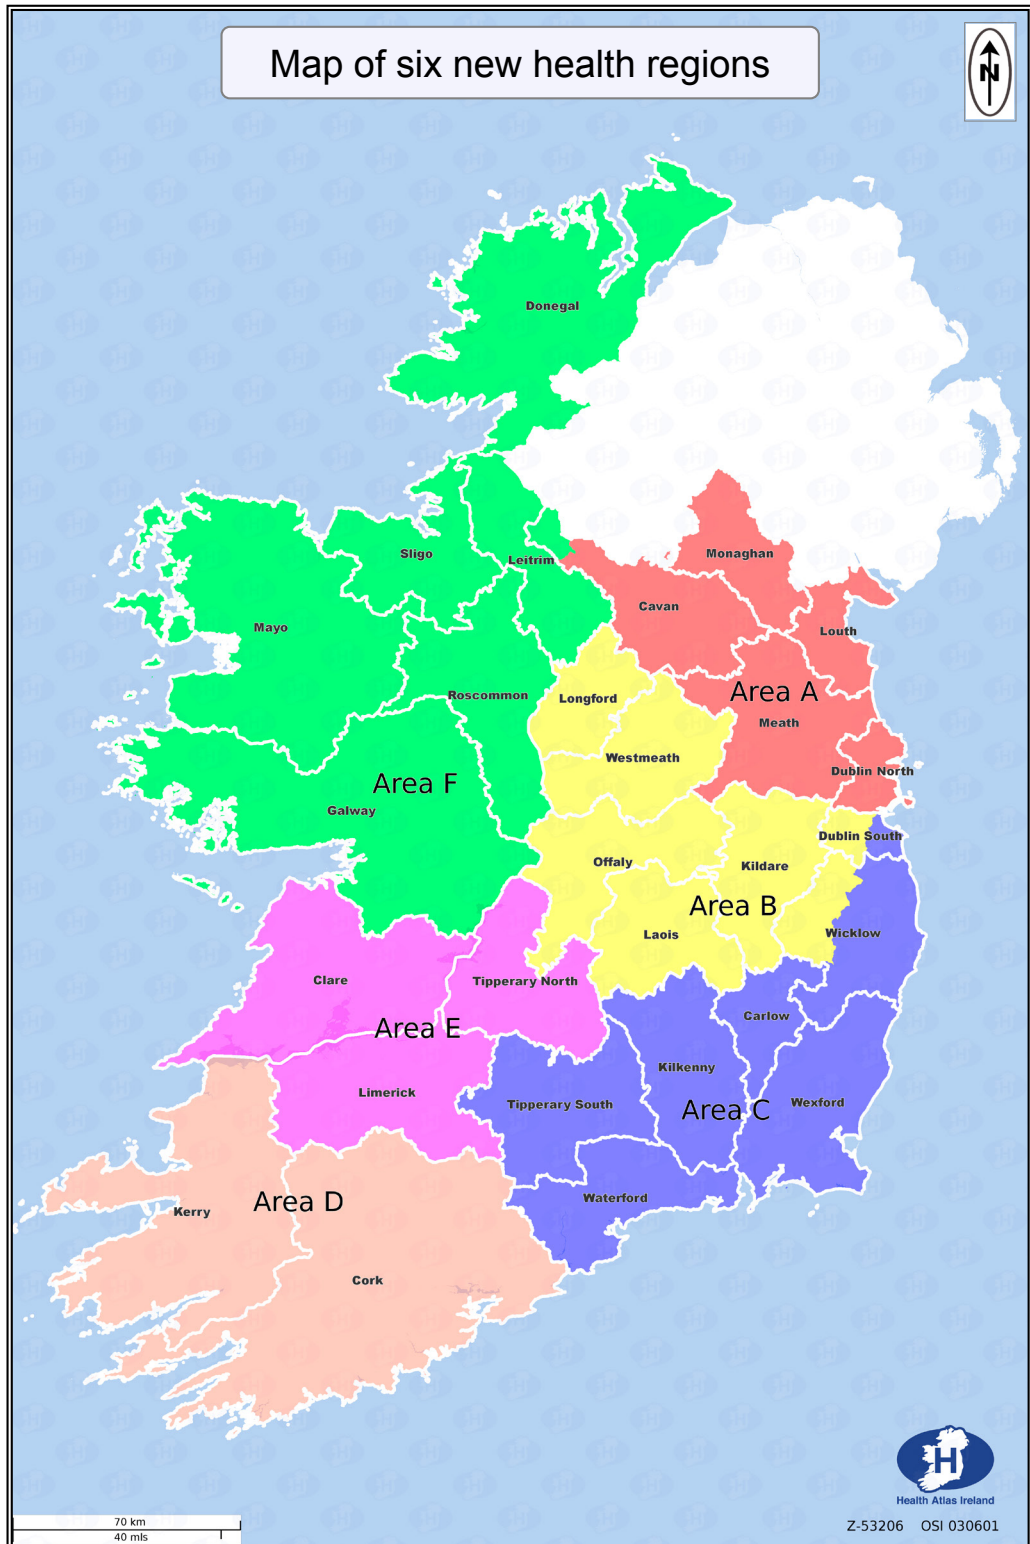 Map of six new health regions
N
Donegal
Sligo
Leitrim
Monaghan
Cavan
Mayo
Louth
Area A
Roscommon
Longford
Meath
Westmeath
Dublin North
Area F
Galway
Dublin South
Offaly
Kildare
Area B
Laois
Wicklow
Clare
Tipperary North
Carlow
Area E
Kilkenny
Limerick
Tipperary South
Area C
Wexford
Waterford
Area D
Kerry
Cork
H
Health Atlas Ireland
70 km
40 mls
Z-53206 OSI 030601